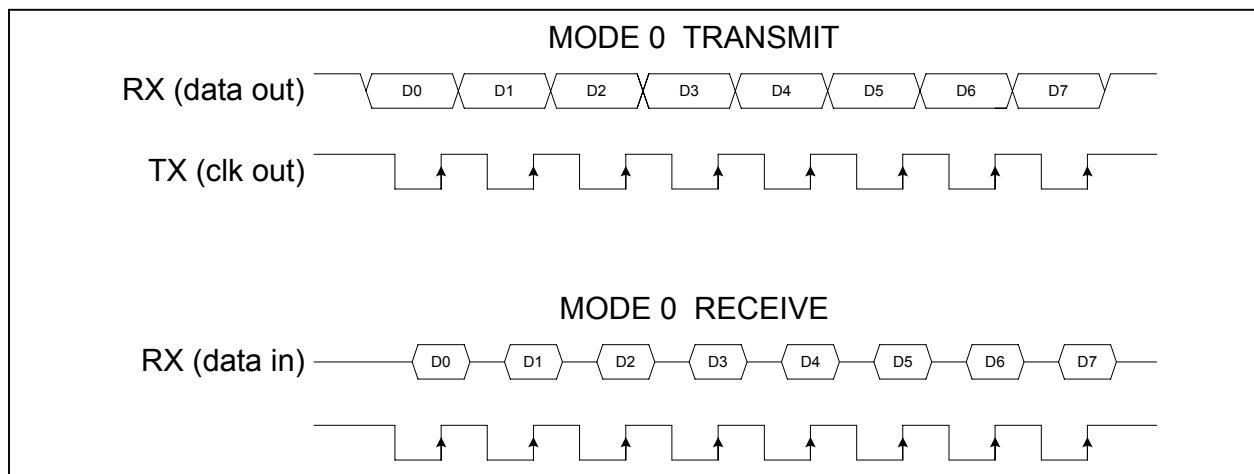 MODE 0 TRANSMIT
RX (data out) D0 D1 D2 D3 D4 D5 D6 D7
TX (clk out)
MODE 0 RECEIVE
RX (data in) D0 D1 D2 D3 D4 D5 D6 D7